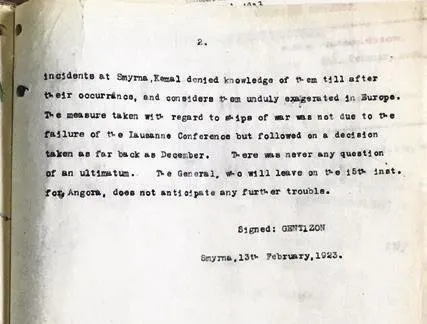 2.
incidents at Smyrna,Kemal denied knowledge of them till after
their occurrance, and considers them unduly exagerated in Europe.
The measure taken with regard to ships of war was not due to the
failure of the Lausanne Conference but followed on a decision
taken as far back as December. There was never any question
of an ultimatum. The General, who will leave on the 15th inst.
for Angora, does not anticipate any further trouble.
Signed: GENTIZON
Smyrna,13th February,1923.